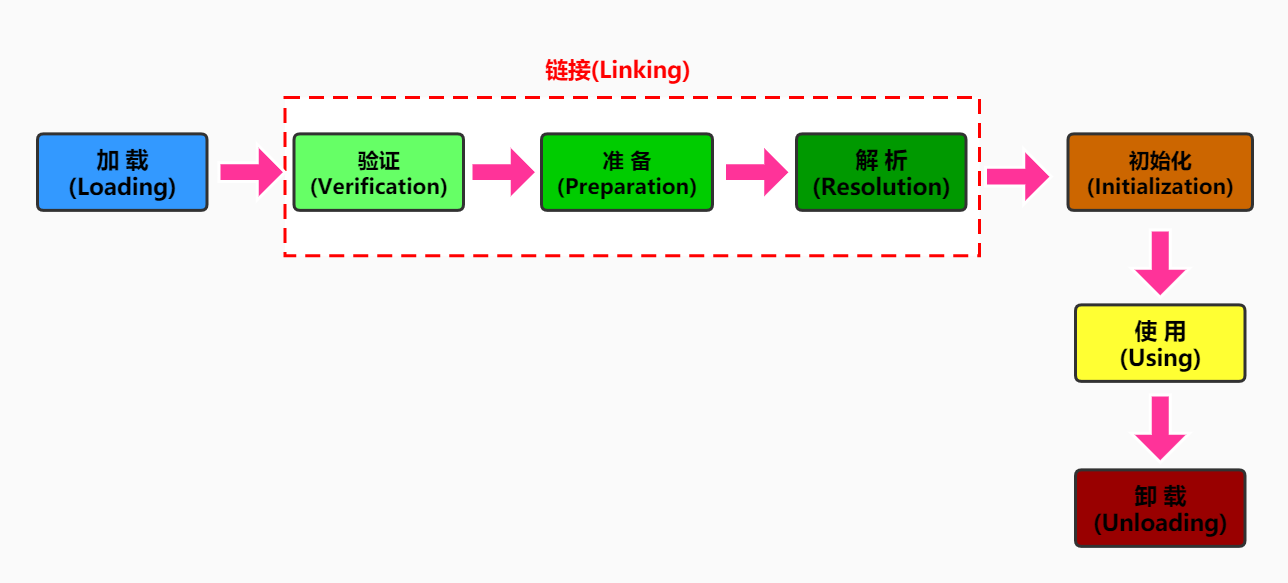 链接(Linking)
加 载
(Loading)
验证
(Verification)
准 备
(Preparation)
解 析
(Resolution)
初始化
(Initialization)
使 用
(Using)
卸 载
(Unloading)